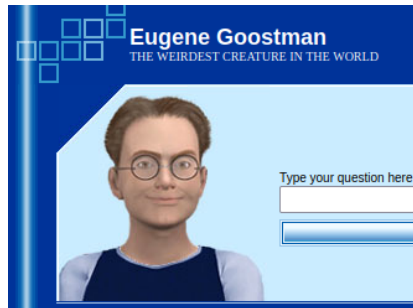 Eugene Goostman
THE WEIRDEST CREATURE IN THE WORLD
Type your question here